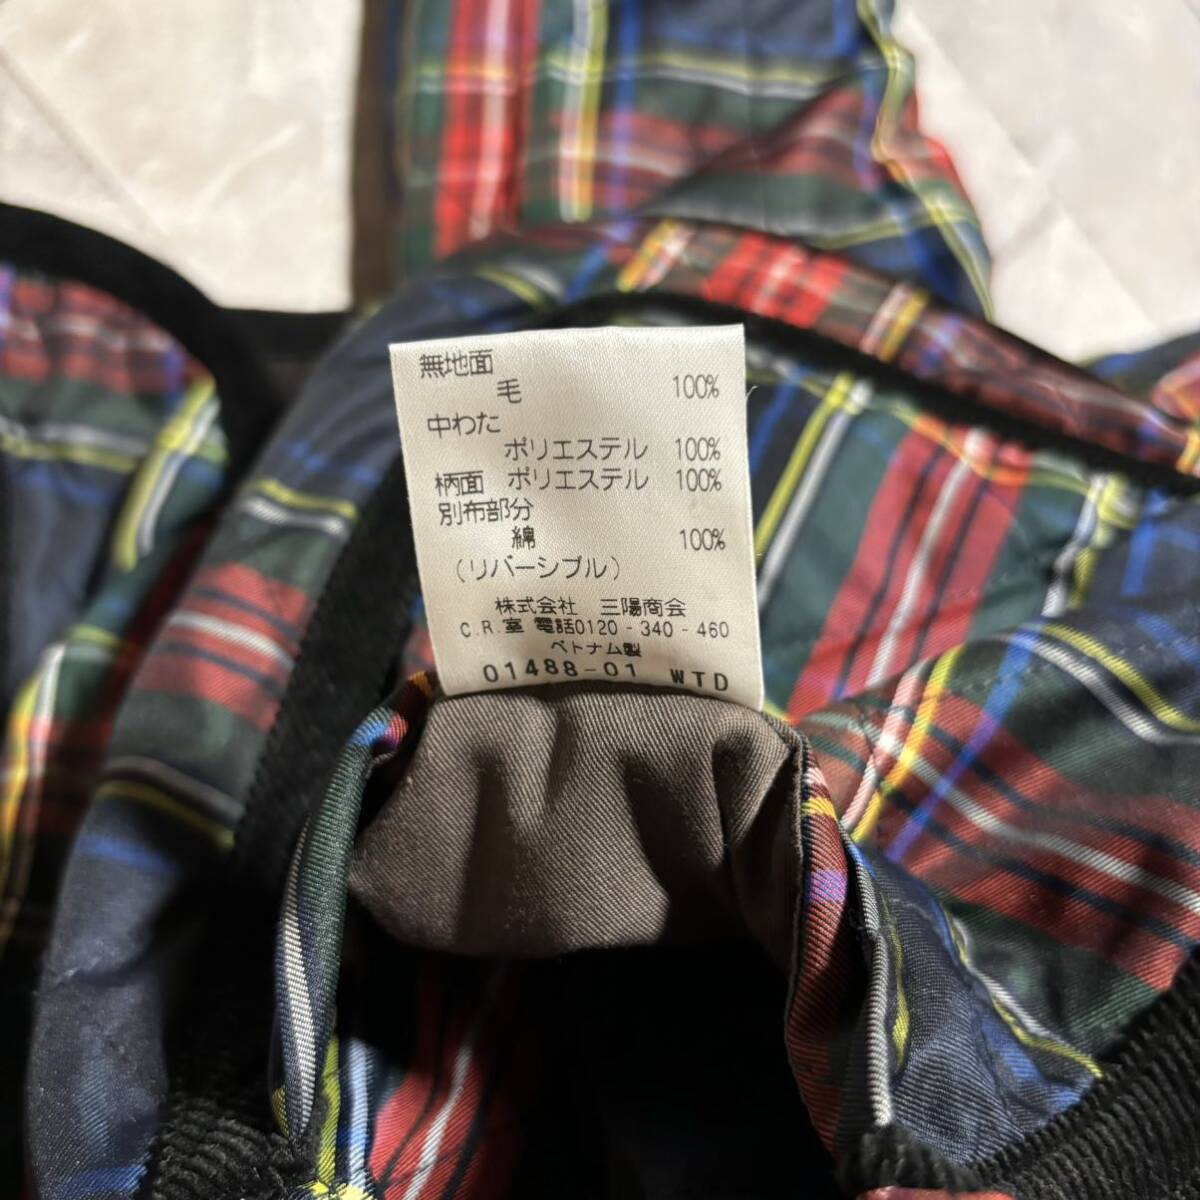 無地面
毛 100%
中わた
ポリエステル 100%
柄面 ポリエステル 100%
別布部分
綿 100%
(リバーシブル)
株式会社 三陽商会
C.R.室 電話0120-340-460
ベトナム製
01488-01 WTD